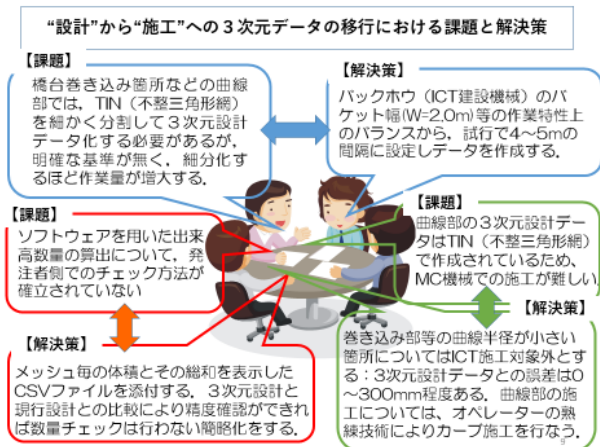 “設計”から“施工”への３次元データの移行における課題と解決策
【課題】
橋台巻き込み箇所などの曲線
部では，TIN（不整三角形網）
を細かく分割して３次元設計
データ化する必要があるが，
明確な基準が無く，細分化す
るほど作業量が増大する．
【解決策】
バックホウ（ICT建設機械）のバ
ケット幅(W=2.0m)等の作業特性上
のバランスから，試行で4～5mの
間隔に設定しデータを作成する．
【課題】
ソフトウェアを用いた出来
高数量の算出について，発
注者側でのチェック方法が
確立されていない
【課題】
曲線部の３次元設計デー
タはTIN（不整三角形網）
で作成されているため，
MC機械での施工が難しい．
【解決策】
メッシュ毎の体積とその総和を表示した
CSVファイルを添付する．３次元設計と
現行設計との比較により精度確認ができれ
ば数量チェックは行わない簡略化をする．
【解決策】
巻き込み部等の曲線半径が小さい
箇所についてはICT施工対象外とす
る：３次元設計データとの誤差は0
～300mm程度ある．曲線部の施
工については、オペレーターの熟
練技術によりカーブ施工を行なう．